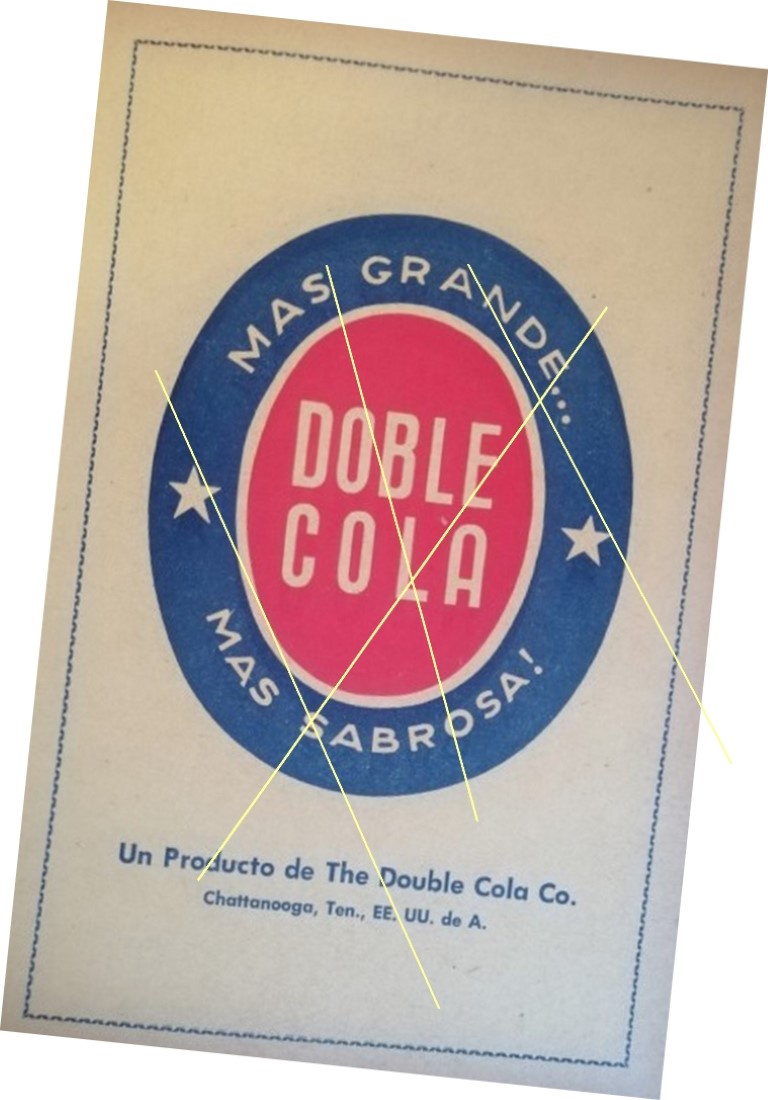 MAS GRANDE...
DOBLE
COLA
MAS SABROSA!
Un Producto de The Double Cola Co.
Chattanooga, Ten., EE. UU. de A.